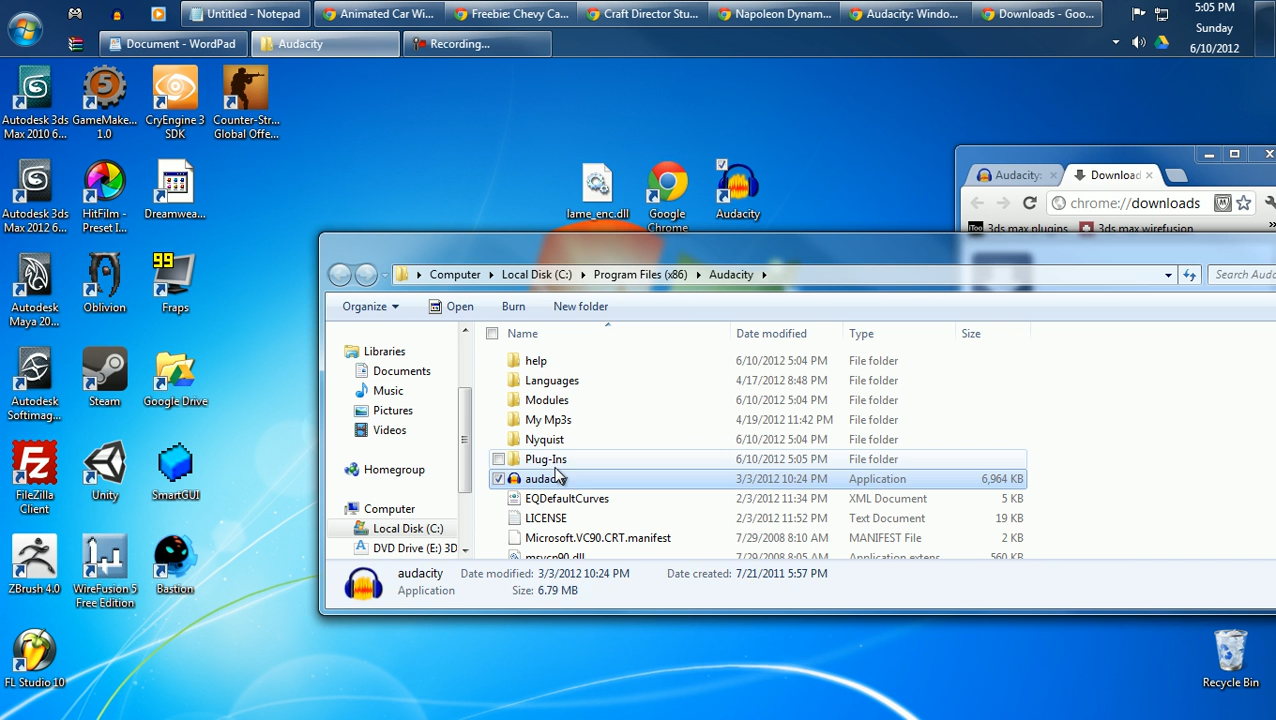 Untitled - Notepad
Animated Car Wi...
Freebie: Chevy Ca...
Craft Director Stu...
Napoleon Dynam...
Audacity: Windo...
Downloads - Goo...
5:05 PM
Sunday
6/10/2012
Document - WordPad
Audacity
Recording...
Autodesk 3ds
Max 2010 6...
GameMake...
1.0
CryEngine 3
SDK
Counter-Str...
Global Offe...
Autodesk 3ds
Max 2012 6...
HitFilm -
Preset I...
Dreamwea...
lame_enc.dll
Google
Chrome
Audacity
Autodesk
Maya 20...
Oblivion
99
Fraps
Autodesk
Softimag...
Steam
Google Drive
FileZilla
Client
Unity
SmartGUI
ZBrush 4.0
WireFusion 5
Free Edition
Bastion
FL Studio 10
Recycle Bin
Audacity:
Download
chrome://downloads
3ds max plugins
3ds max wirefusion
Computer
Local Disk (C:)
Program Files (x86)
Audacity
Search Auda
Organize
Open
Burn
New folder
Name
Date modified
Type
Size
Libraries
Documents
Music
Pictures
Videos
Homegroup
Computer
Local Disk (C:)
DVD Drive (E:) 3D
help 6/10/2012 5:04 PM File folder
Languages 4/17/2012 8:48 PM File folder
Modules 6/10/2012 5:04 PM File folder
My Mp3s 4/19/2012 11:42 PM File folder
Nyquist 6/10/2012 5:04 PM File folder
Plug-Ins 6/10/2012 5:05 PM File folder
audacity 3/3/2012 10:24 PM Application 6,964 KB
EQDefaultCurves 2/3/2012 11:34 PM XML Document 5 KB
LICENSE 2/3/2012 11:52 PM Text Document 19 KB
Microsoft.VC90.CRT.manifest 7/29/2008 8:10 AM MANIFEST File 2 KB
msvcp90.dll 7/29/2008 8:05 AM Application extens 560 KB
audacity Date modified: 3/3/2012 10:24 PM Date created: 7/21/2011 5:57 PM
Application Size: 6.79 MB